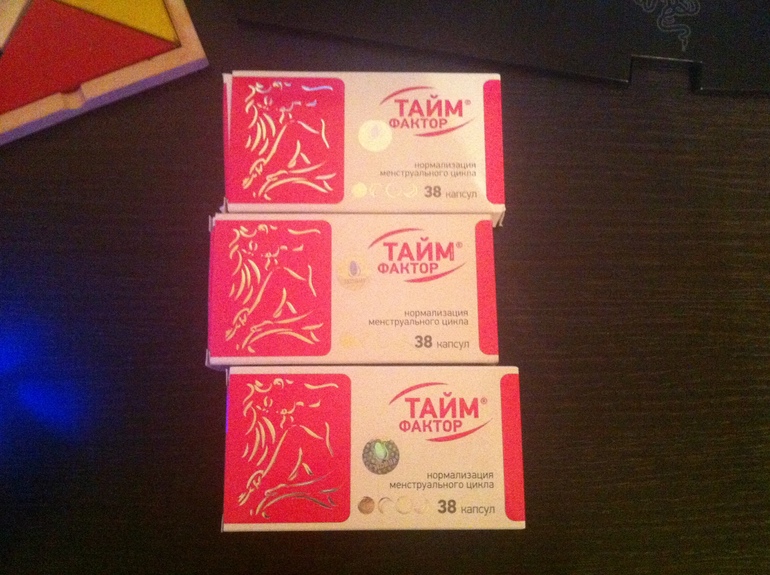 ТАЙМ®
ФАКТОР
нормализация
менструального цикла
38 капсул
ТАЙМ®
ФАКТОР
нормализация
менструального цикла
38 капсул
ТАЙМ®
ФАКТОР
нормализация
менструального цикла
38 капсул